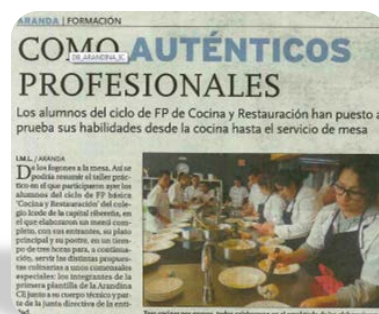 ARANDA | FORMACIÓN
COMO AUTÉNTICOS
DR_ARANDINA_IC
PROFESIONALES
Los alumnos del ciclo de FP de Cocina y Restauración han puesto a
prueba sus habilidades desde la cocina hasta el servicio de mesa
I.M.L. / ARANDA
De los fogones a la mesa. Así se
podría resumir el taller prác-
tico en el que participaron ayer los
alumnos del ciclo de FP básica
'Cocina y Restauración' del cole-
gio Icede de la capital ribereña, en
el que elaboraron un menú com-
pleto, con sus entrantes, su plato
principal y su postre, en un tiem-
po de tres horas para, a continua-
ción, servir las distintas propues-
tas culinarias a unos comensales
especiales: los integrantes de la
primera plantilla de la Arandina
CF, junto a su cuerpo técnico y par-
te de la junta directiva de la enti-